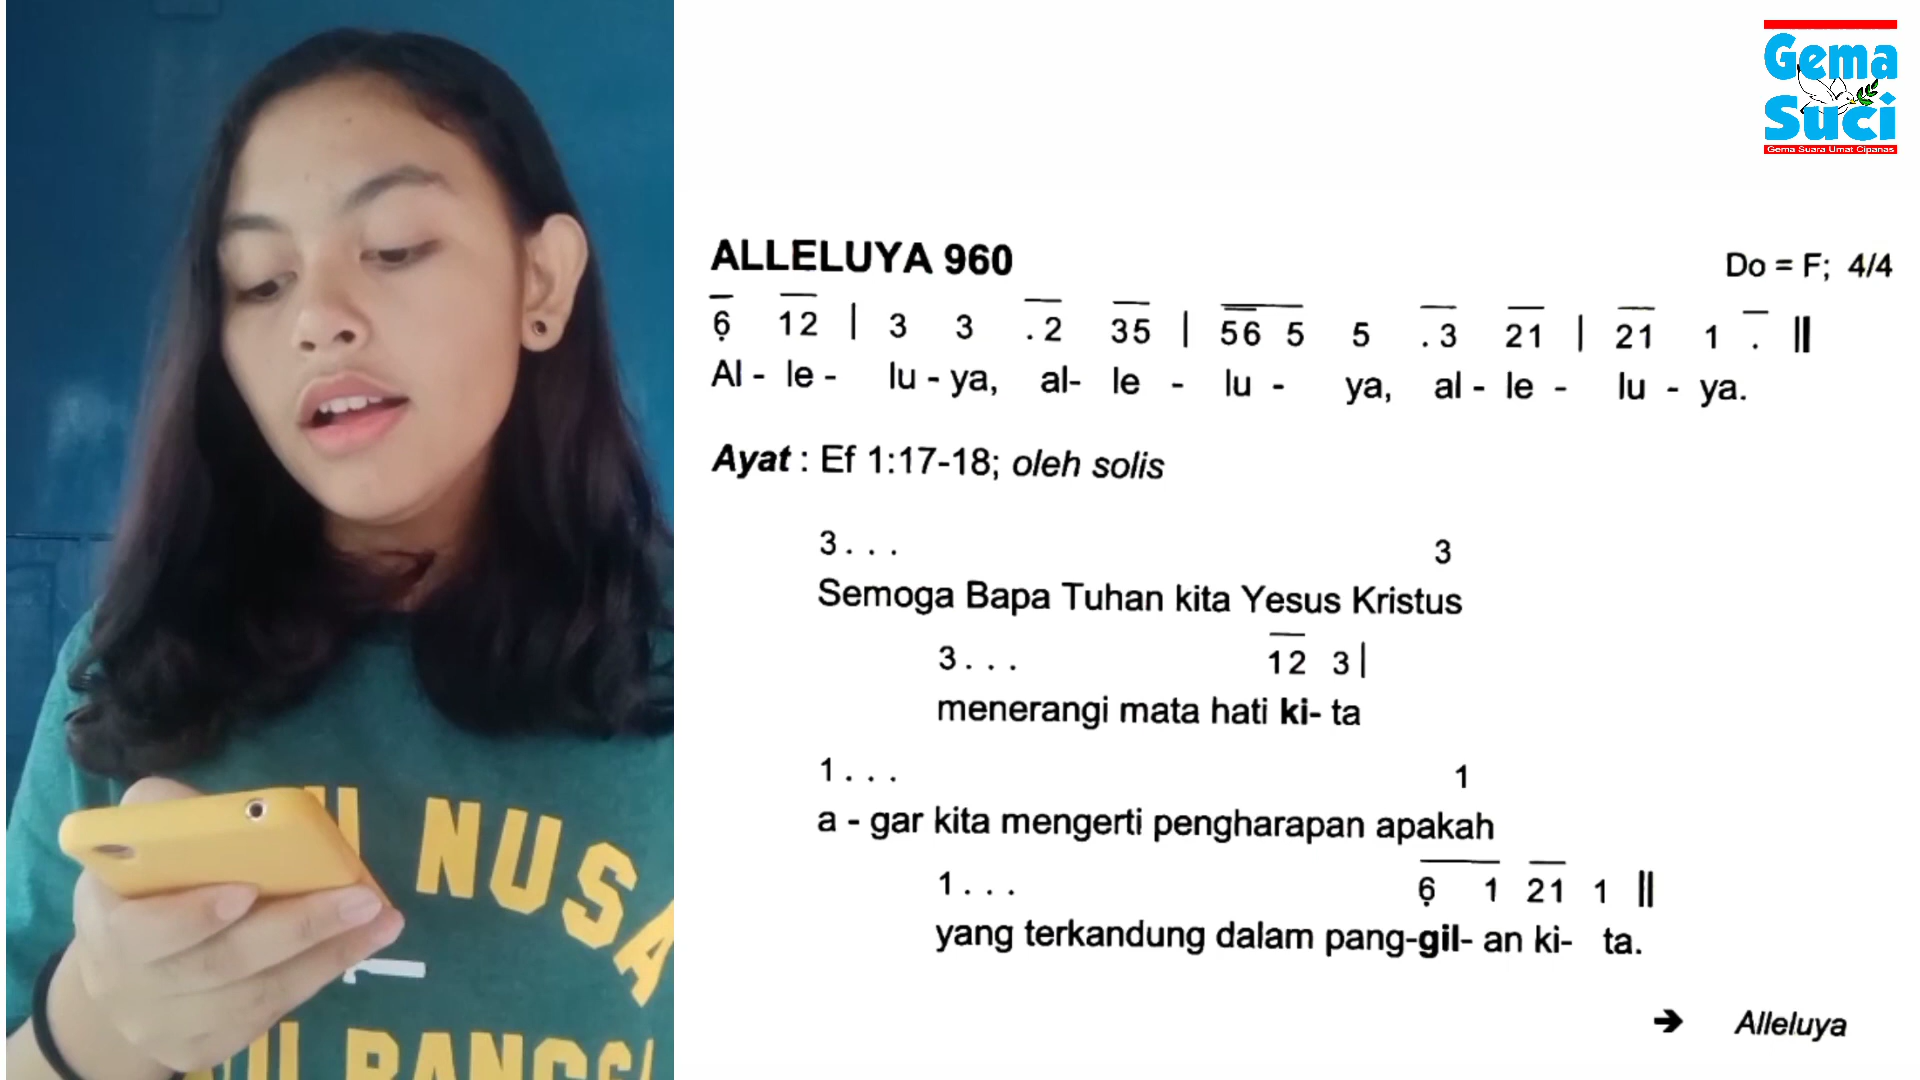 Gema
Suci
Gema Suara Umat Cipanas
ALLELUYA 960
Do = F; 4/4
6̣ 12 | 3 3 .2 35 | 56 5 5 .3 21 | 21 1 . ||
Al - le - lu - ya, al- le - lu - ya, al - le - lu - ya.
Ayat : Ef 1:17-18; oleh solis
3 . . . 3
Semoga Bapa Tuhan kita Yesus Kristus
3 . . . 12 3 |
menerangi mata hati ki- ta
1 . . . 1
a - gar kita mengerti pengharapan apakah
1 . . . 6̣ 1 21 1 ||
yang terkandung dalam pang-gil- an ki- ta.
➔ Alleluya
NUSA